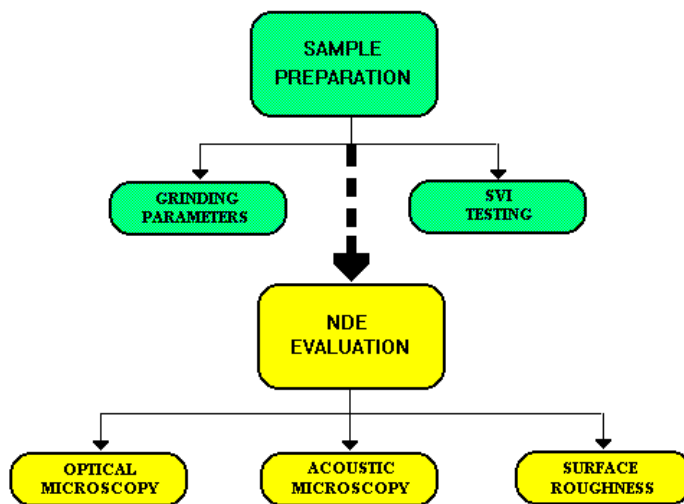 SAMPLE
PREPARATION
GRINDING
PARAMETERS
SVI
TESTING
NDE
EVALUATION
OPTICAL
MICROSCOPY
ACOUSTIC
MICROSCOPY
SURFACE
ROUGHNESS